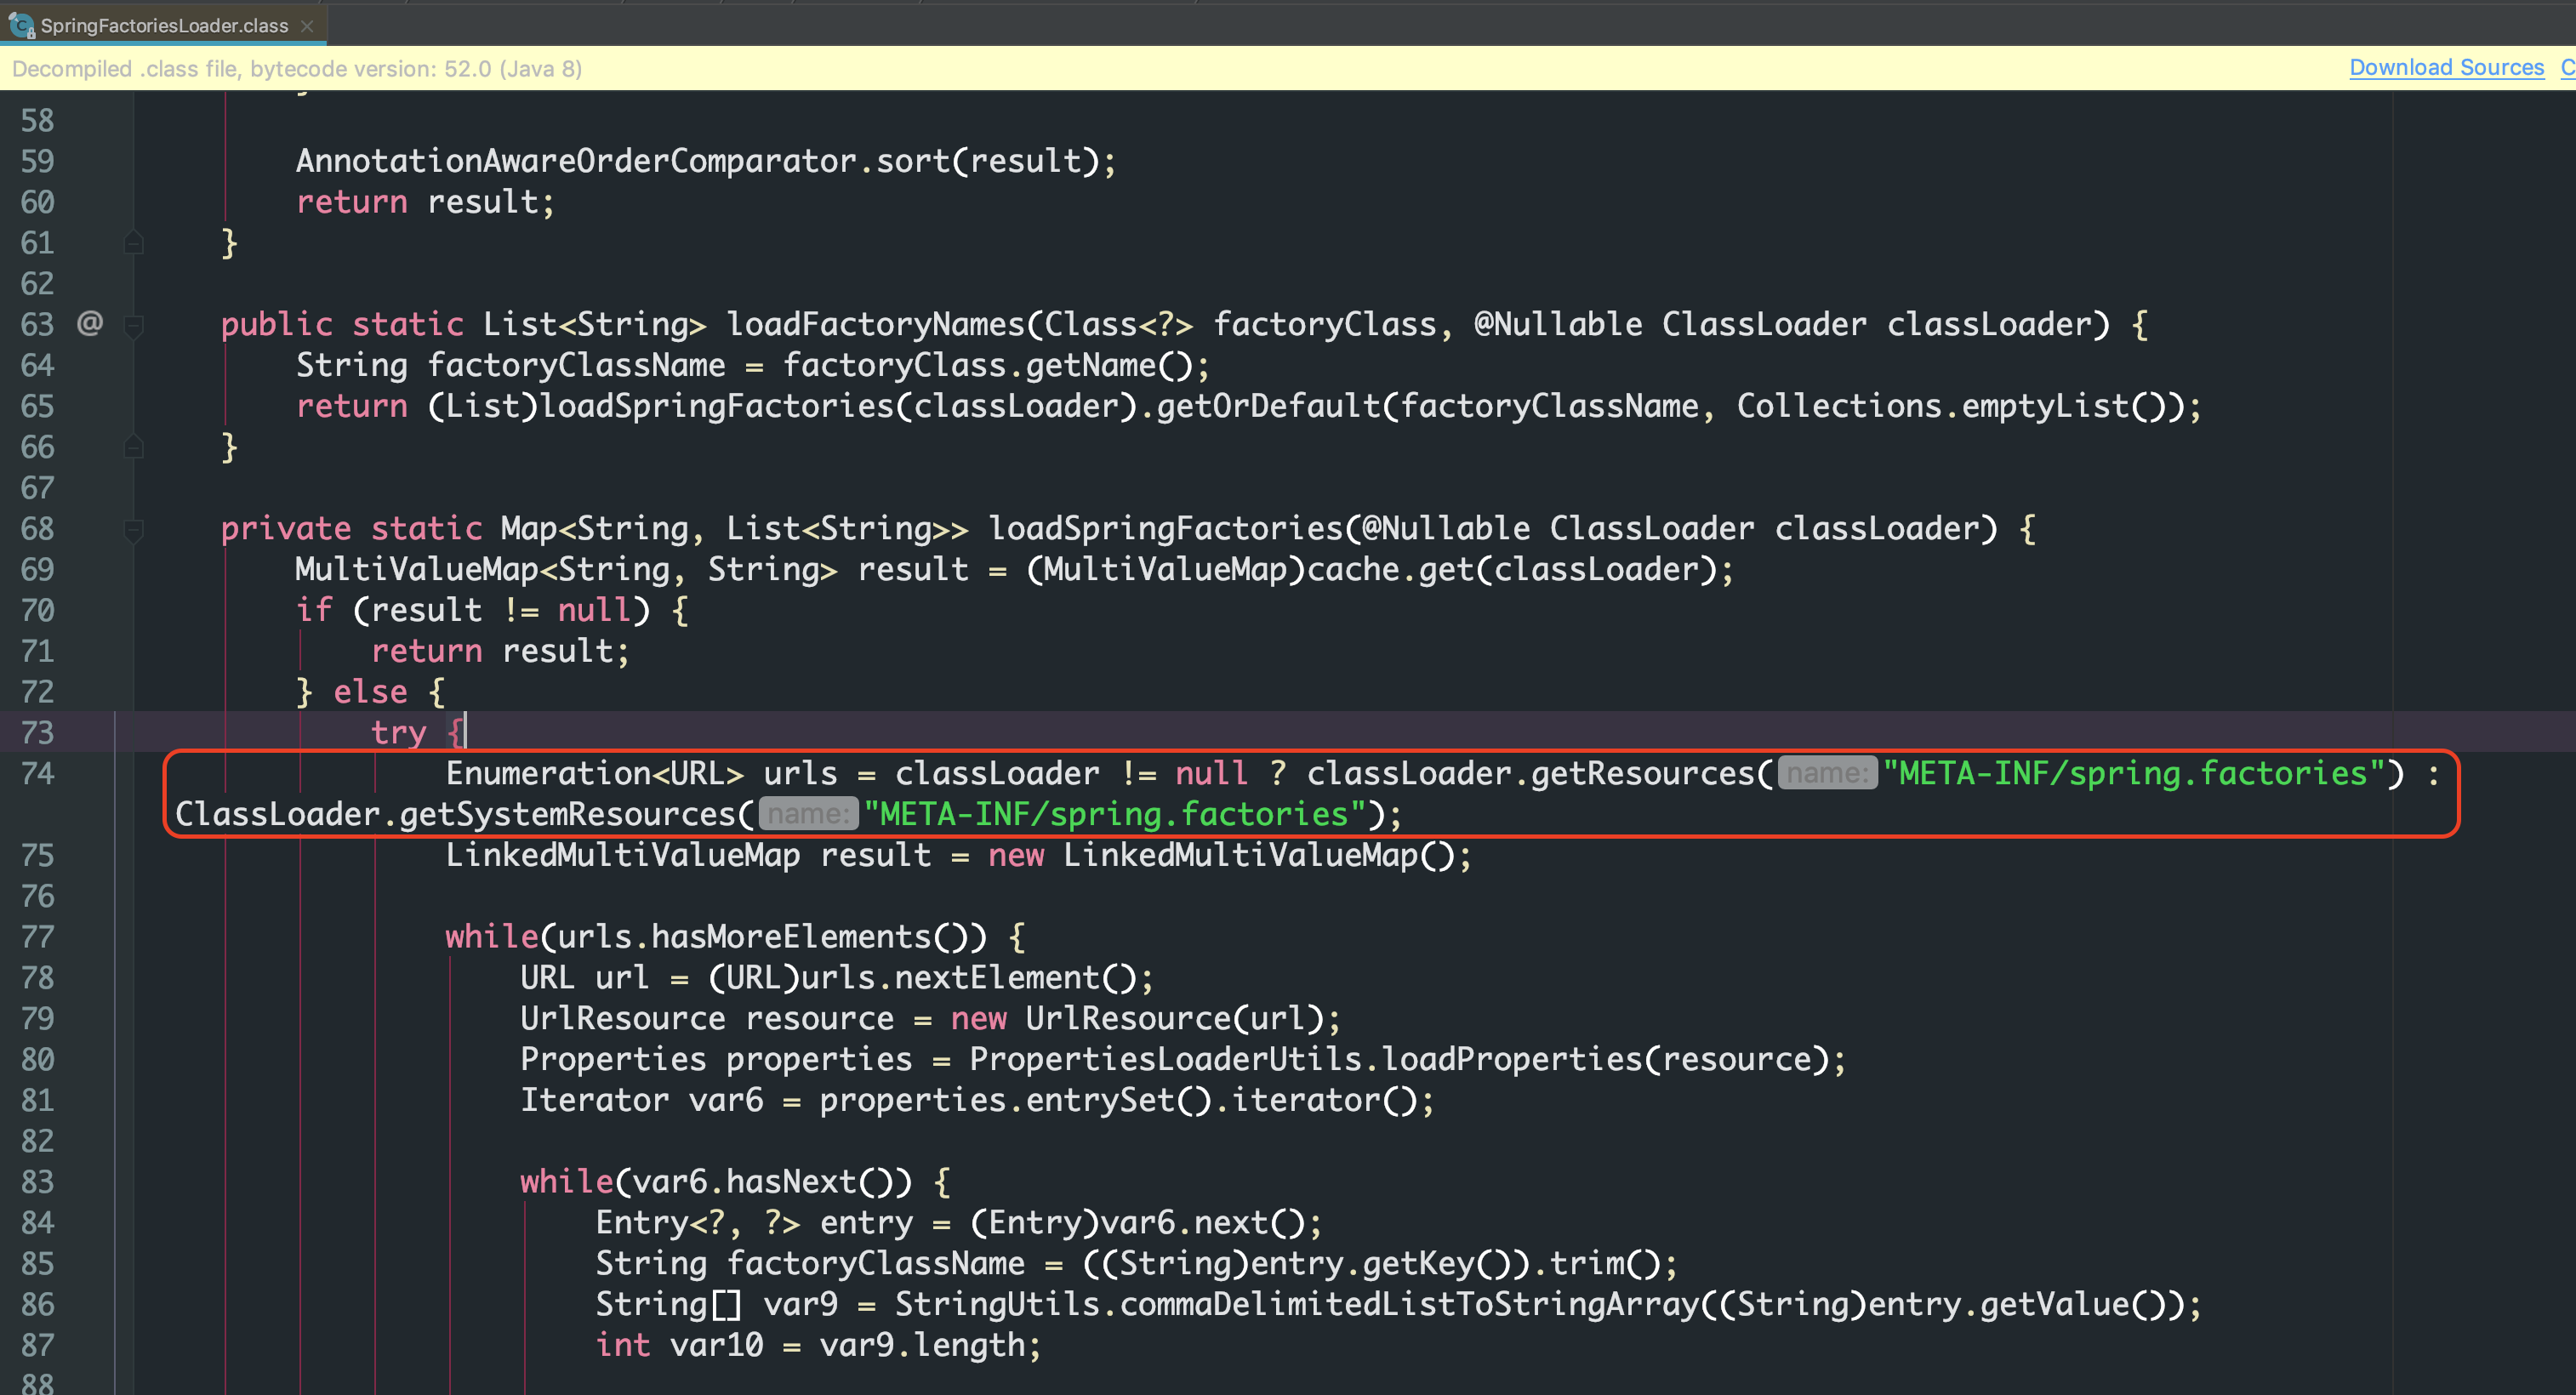 SpringFactoriesLoader.class
Decompiled .class file, bytecode version: 52.0 (Java 8) Download Sources C
58
59 AnnotationAwareOrderComparator.sort(result);
60 return result;
61 }
62
63 @ public static List<String> loadFactoryNames(Class<?> factoryClass, @Nullable ClassLoader classLoader) {
64 String factoryClassName = factoryClass.getName();
65 return (List)loadSpringFactories(classLoader).getOrDefault(factoryClassName, Collections.emptyList());
66 }
67
68 private static Map<String, List<String>> loadSpringFactories(@Nullable ClassLoader classLoader) {
69 MultiValueMap<String, String> result = (MultiValueMap)cache.get(classLoader);
70 if (result != null) {
71 return result;
72 } else {
73 try {
74 Enumeration<URL> urls = classLoader != null ? classLoader.getResources( name: "META-INF/spring.factories") :
ClassLoader.getSystemResources( name: "META-INF/spring.factories");
75 LinkedMultiValueMap result = new LinkedMultiValueMap();
76
77 while(urls.hasMoreElements()) {
78 URL url = (URL)urls.nextElement();
79 UrlResource resource = new UrlResource(url);
80 Properties properties = PropertiesLoaderUtils.loadProperties(resource);
81 Iterator var6 = properties.entrySet().iterator();
82
83 while(var6.hasNext()) {
84 Entry<?, ?> entry = (Entry)var6.next();
85 String factoryClassName = ((String)entry.getKey()).trim();
86 String[] var9 = StringUtils.commaDelimitedListToStringArray((String)entry.getValue());
87 int var10 = var9.length;
88